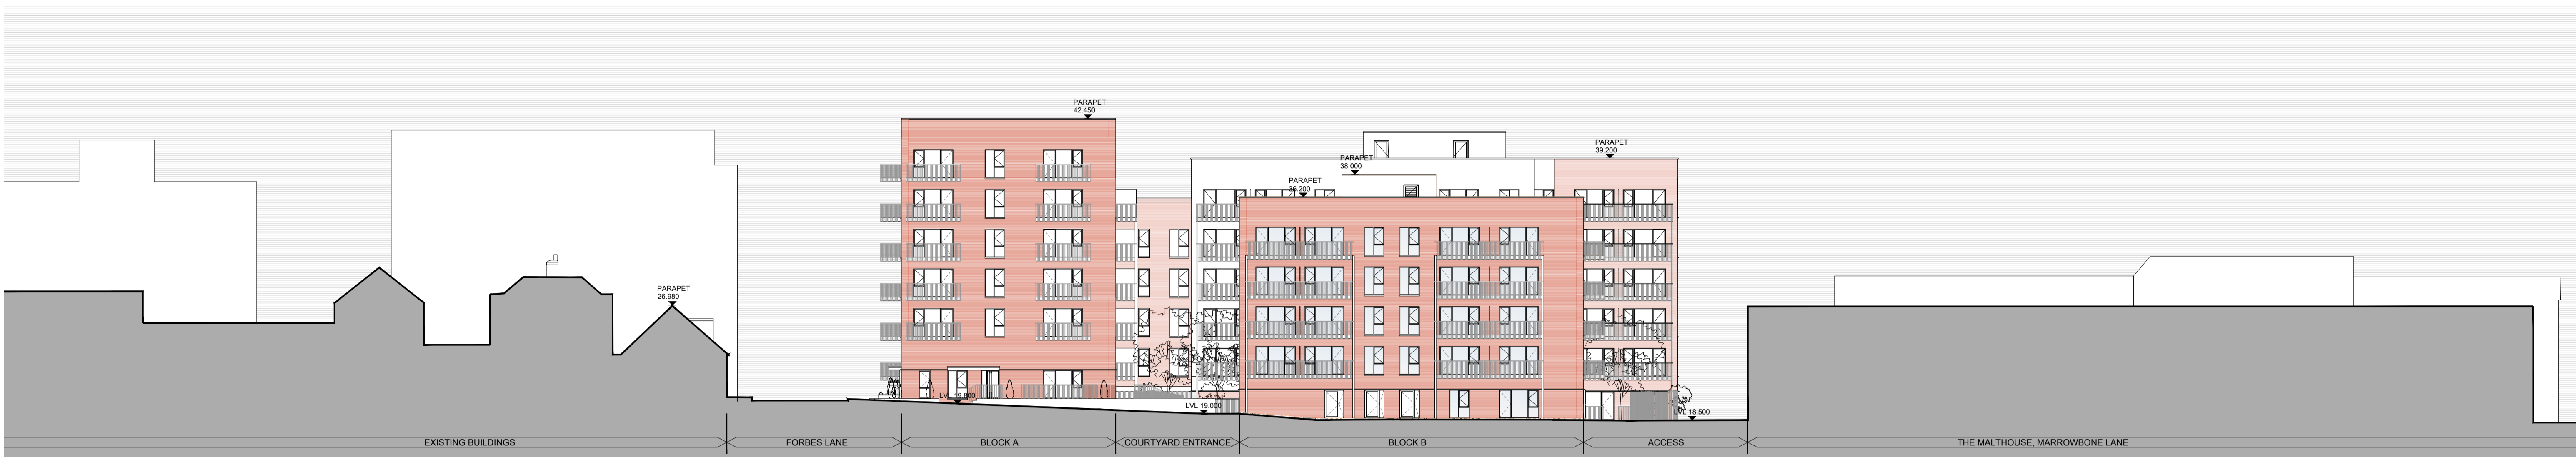 PARAPET
42.450
PARAPET
39.200
PARAPET
38.000
PARAPET
36.200
PARAPET
26.980
LVL 19.800
LVL 19.000
LVL 18.500
EXISTING BUILDINGS
FORBES LANE
BLOCK A
COURTYARD ENTRANCE
BLOCK B
ACCESS
THE MALTHOUSE, MARROWBONE LANE